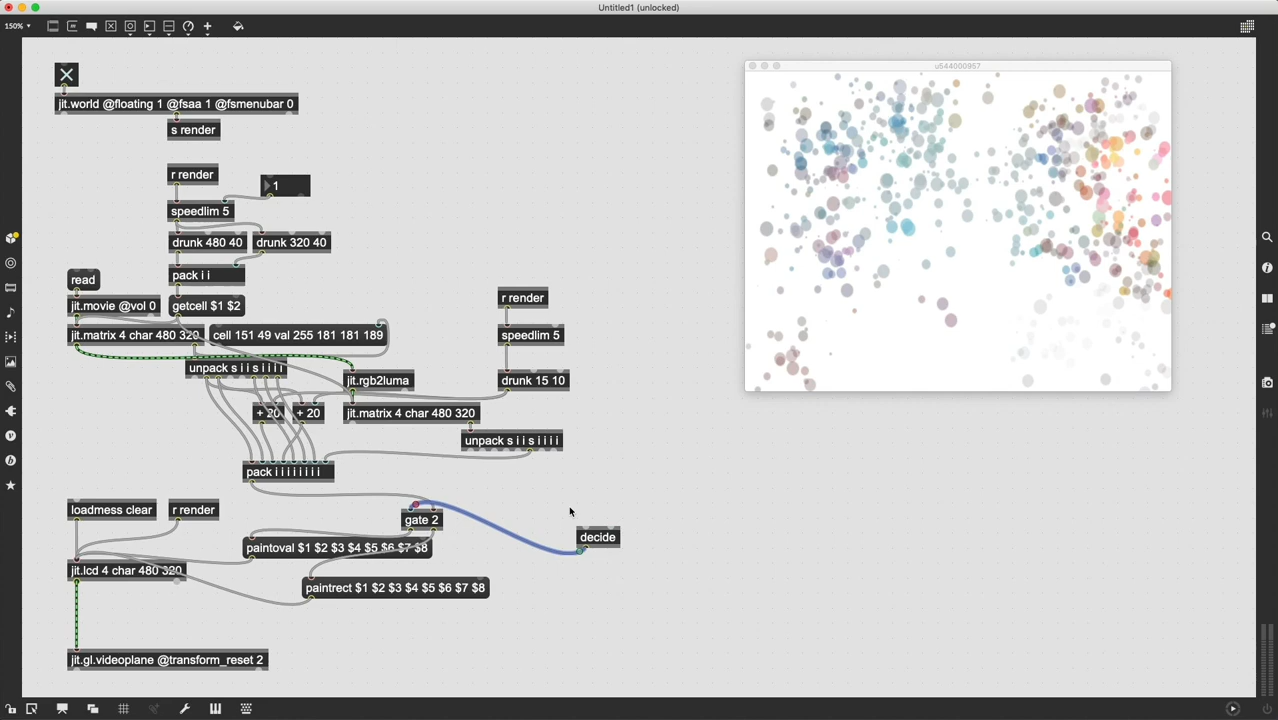 Untitled1 (unlocked)
150%
jit.world @floating 1 @fsaa 1 @fsmenubar 0
s render
u544000957
r render
1
speedlim 5
drunk 480 40
drunk 320 40
pack i i
read
jit.movie @vol 0
getcell $1 $2
r render
jit.matrix 4 char 480 320
cell 151 49 val 255 181 181 189
speedlim 5
unpack s i i s i i i i
jit.rgb2luma
drunk 15 10
+ 20
+ 20
jit.matrix 4 char 480 320
unpack s i i s i i i i
pack i i i i i i i i
loadmess clear
r render
gate 2
decide
paintoval $1 $2 $3 $4 $5 $6 $7 $8
jit.lcd 4 char 480 320
paintrect $1 $2 $3 $4 $5 $6 $7 $8
jit.gl.videoplane @transform_reset 2